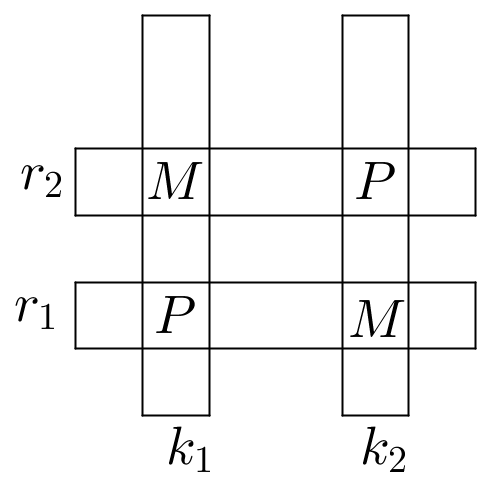 r₂ M P
r₁ P M
k₁ k₂